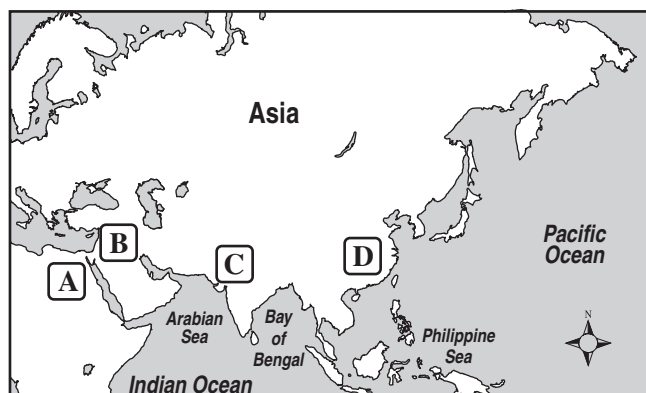 Asia
B
A
C
D
Pacific
Ocean
Arabian
Sea
Bay
of
Bengal
Philippine
Sea
N
Indian Ocean